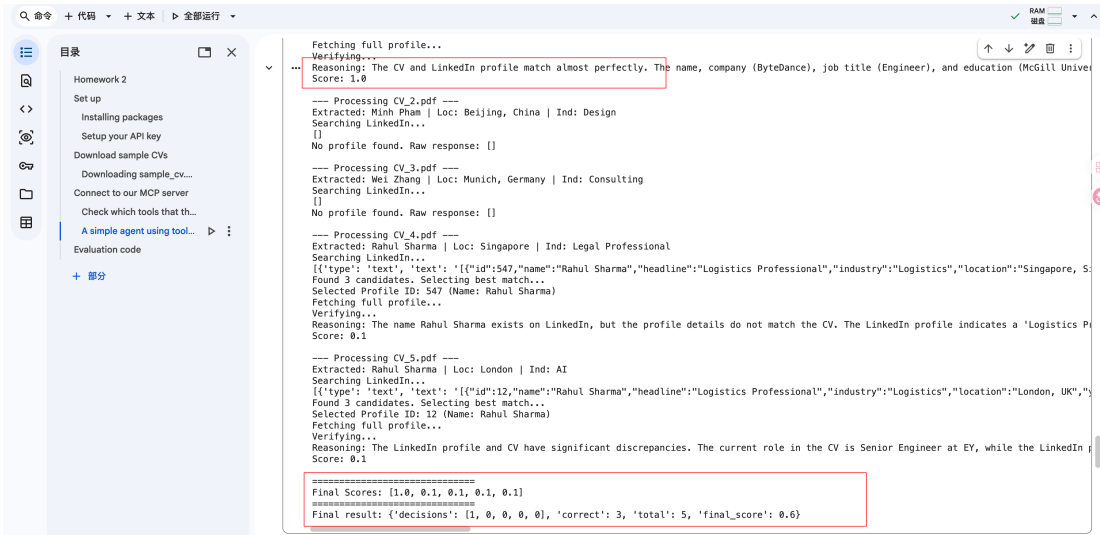 命令
+ 代码
+ 文本
全部运行
RAM
磁盘
目录
Homework 2
Set up
Installing packages
Setup your API key
Download sample CVs
Downloading sample_cv....
Connect to our MCP server
Check which tools that th...
A simple agent using tool...
Evaluation code
+ 部分
Fetching full profile...
Verifying...
Reasoning: The CV and LinkedIn profile match almost perfectly. The name, company (ByteDance), job title (Engineer), and education (McGill Univer
Score: 1.0
--- Processing CV_2.pdf ---
Extracted: Minh Pham | Loc: Beijing, China | Ind: Design
Searching LinkedIn...
[]
No profile found. Raw response: []
--- Processing CV_3.pdf ---
Extracted: Wei Zhang | Loc: Munich, Germany | Ind: Consulting
Searching LinkedIn...
[]
No profile found. Raw response: []
--- Processing CV_4.pdf ---
Extracted: Rahul Sharma | Loc: Singapore | Ind: Legal Professional
Searching LinkedIn...
[{'type': 'text', 'text': '[{"id":547,"name":"Rahul Sharma","headline":"Logistics Professional","industry":"Logistics","location":"Singapore, Si
Found 3 candidates. Selecting best match...
Selected Profile ID: 547 (Name: Rahul Sharma)
Fetching full profile...
Verifying...
Reasoning: The name Rahul Sharma exists on LinkedIn, but the profile details do not match the CV. The LinkedIn profile indicates a 'Logistics Pr
Score: 0.1
--- Processing CV_5.pdf ---
Extracted: Rahul Sharma | Loc: London | Ind: AI
Searching LinkedIn...
[{'type': 'text', 'text': '[{"id":12,"name":"Rahul Sharma","headline":"Logistics Professional","industry":"Logistics","location":"London, UK","y
Found 3 candidates. Selecting best match...
Selected Profile ID: 12 (Name: Rahul Sharma)
Fetching full profile...
Verifying...
Reasoning: The LinkedIn profile and CV have significant discrepancies. The current role in the CV is Senior Engineer at EY, while the LinkedIn p
Score: 0.1
==============================
Final Scores: [1.0, 0.1, 0.1, 0.1, 0.1]
==============================
Final result: {'decisions': [1, 0, 0, 0, 0], 'correct': 3, 'total': 5, 'final_score': 0.6}